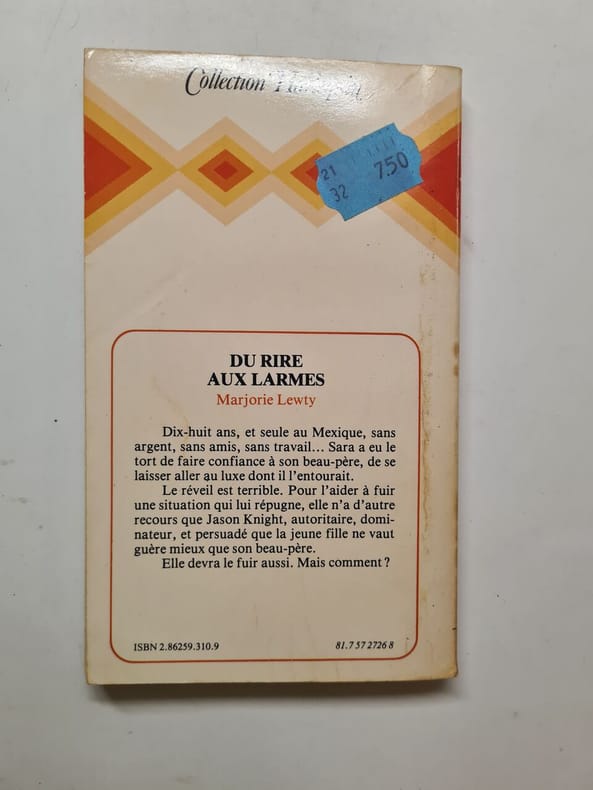 Collection
21
7.50
32
DU RIRE
AUX LARMES
Marjorie Lewty
Dix-huit ans, et seule au Mexique, sans
argent, sans amis, sans travail... Sara a eu le
tort de faire confiance à son beau-père, de se
laisser aller au luxe dont il l'entourait.
Le réveil est terrible. Pour l'aider à fuir
une situation qui lui répugne, elle n'a d'autre
recours que Jason Knight, autoritaire, domi-
nateur, et persuadé que la jeune fille ne vaut
guère mieux que son beau-père.
Elle devra le fuir aussi. Mais comment ?
ISBN 2.86259.310.9
81.7 57 2726 8